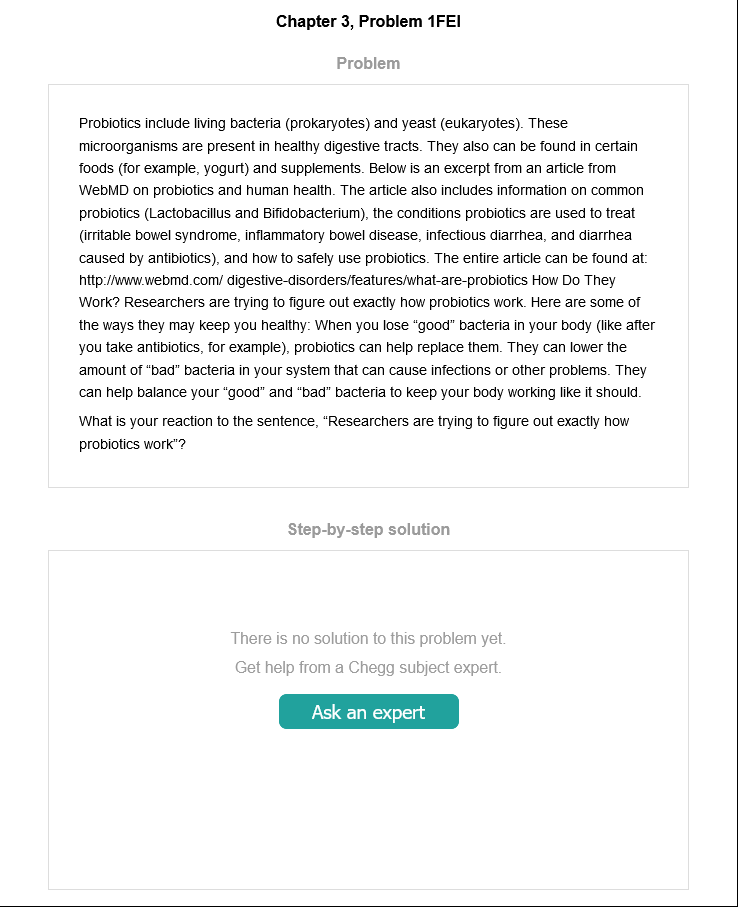 Chapter 3, Problem 1FEI
Problem
Probiotics include living bacteria (prokaryotes) and yeast (eukaryotes). These
microorganisms are present in healthy digestive tracts. They also can be found in certain
foods (for example, yogurt) and supplements. Below is an excerpt from an article from
WebMD on probiotics and human health. The article also includes information on common
probiotics (Lactobacillus and Bifidobacterium), the conditions probiotics are used to treat
(irritable bowel syndrome, inflammatory bowel disease, infectious diarrhea, and diarrhea
caused by antibiotics), and how to safely use probiotics. The entire article can be found at:
http://www.webmd.com/ digestive-disorders/features/what-are-probiotics How Do They
Work? Researchers are trying to figure out exactly how probiotics work. Here are some of
the ways they may keep you healthy: When you lose “good” bacteria in your body (like after
you take antibiotics, for example), probiotics can help replace them. They can lower the
amount of “bad” bacteria in your system that can cause infections or other problems. They
can help balance your “good” and “bad” bacteria to keep your body working like it should.
What is your reaction to the sentence, “Researchers are trying to figure out exactly how
probiotics work”?
Step-by-step solution
There is no solution to this problem yet.
Get help from a Chegg subject expert.
Ask an expert